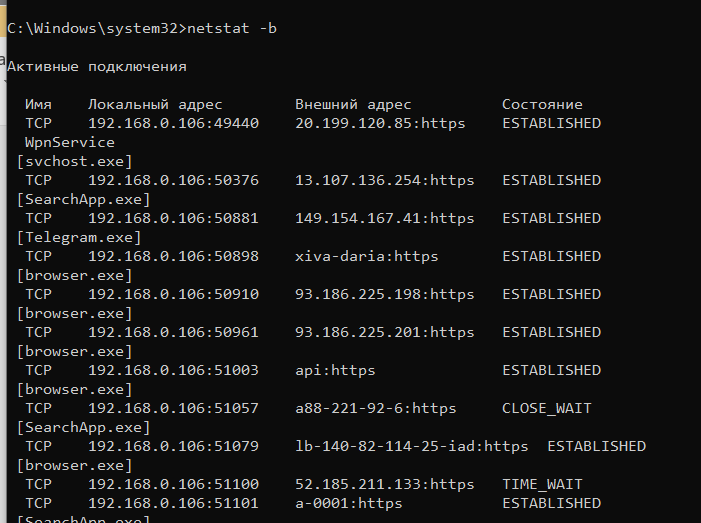 C:\Windows\system32>netstat -b
Активные подключения
Имя Локальный адрес Внешний адрес Состояние
TCP 192.168.0.106:49440 20.199.120.85:https ESTABLISHED
WpnService
[svchost.exe]
TCP 192.168.0.106:50376 13.107.136.254:https ESTABLISHED
[SearchApp.exe]
TCP 192.168.0.106:50881 149.154.167.41:https ESTABLISHED
[Telegram.exe]
TCP 192.168.0.106:50898 xiva-daria:https ESTABLISHED
[browser.exe]
TCP 192.168.0.106:50910 93.186.225.198:https ESTABLISHED
[browser.exe]
TCP 192.168.0.106:50961 93.186.225.201:https ESTABLISHED
[browser.exe]
TCP 192.168.0.106:51003 api:https ESTABLISHED
[browser.exe]
TCP 192.168.0.106:51057 a88-221-92-6:https CLOSE_WAIT
[SearchApp.exe]
TCP 192.168.0.106:51079 lb-140-82-114-25-iad:https ESTABLISHED
[browser.exe]
TCP 192.168.0.106:51100 52.185.211.133:https TIME_WAIT
TCP 192.168.0.106:51101 a-0001:https ESTABLISHED
[SearchApp.exe]